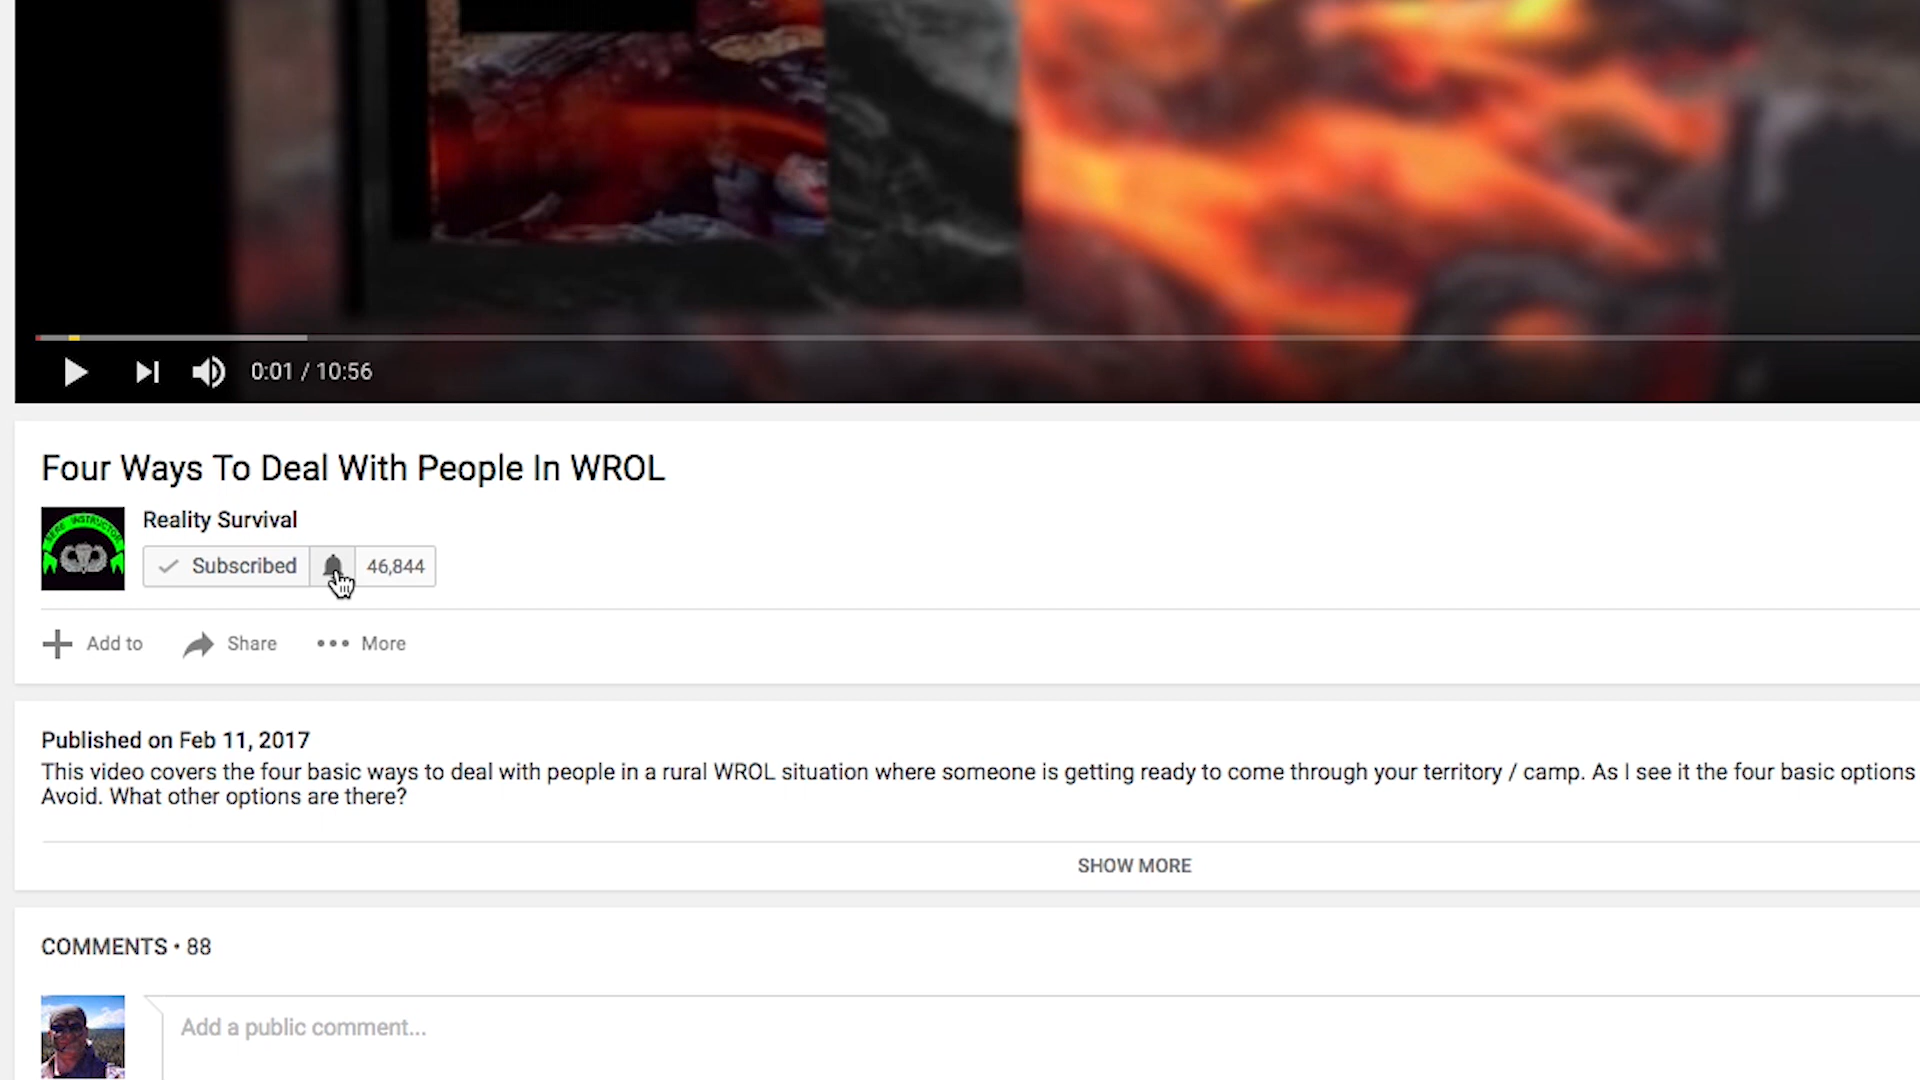 0:01 / 10:56
Four Ways To Deal With People In WROL
SERE INSTRUCTOR
Reality Survival
Subscribed
46,844
Add to
Share
More
Published on Feb 11, 2017
This video covers the four basic ways to deal with people in a rural WROL situation where someone is getting ready to come through your territory / camp. As I see it the four basic options
Avoid. What other options are there?
SHOW MORE
COMMENTS • 88
Add a public comment...